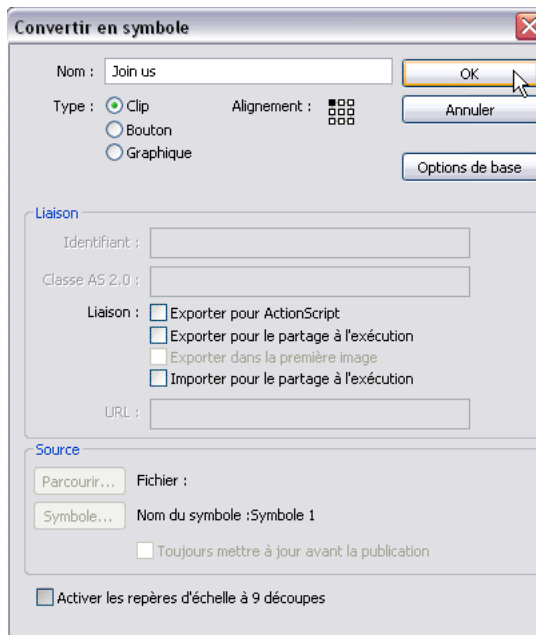 Convertir en symbole
Nom : Join us
OK
Type : Clip
Alignement :
Annuler
Bouton
Graphique
Options de base
Liaison
Identifiant :
Classe AS 2.0 :
Liaison : Exporter pour ActionScript
Exporter pour le partage à l'exécution
Exporter dans la première image
Importer pour le partage à l'exécution
URL :
Source
Parcourir... Fichier :
Symbole... Nom du symbole :Symbole 1
Toujours mettre à jour avant la publication
Activer les repères d'échelle à 9 découpes